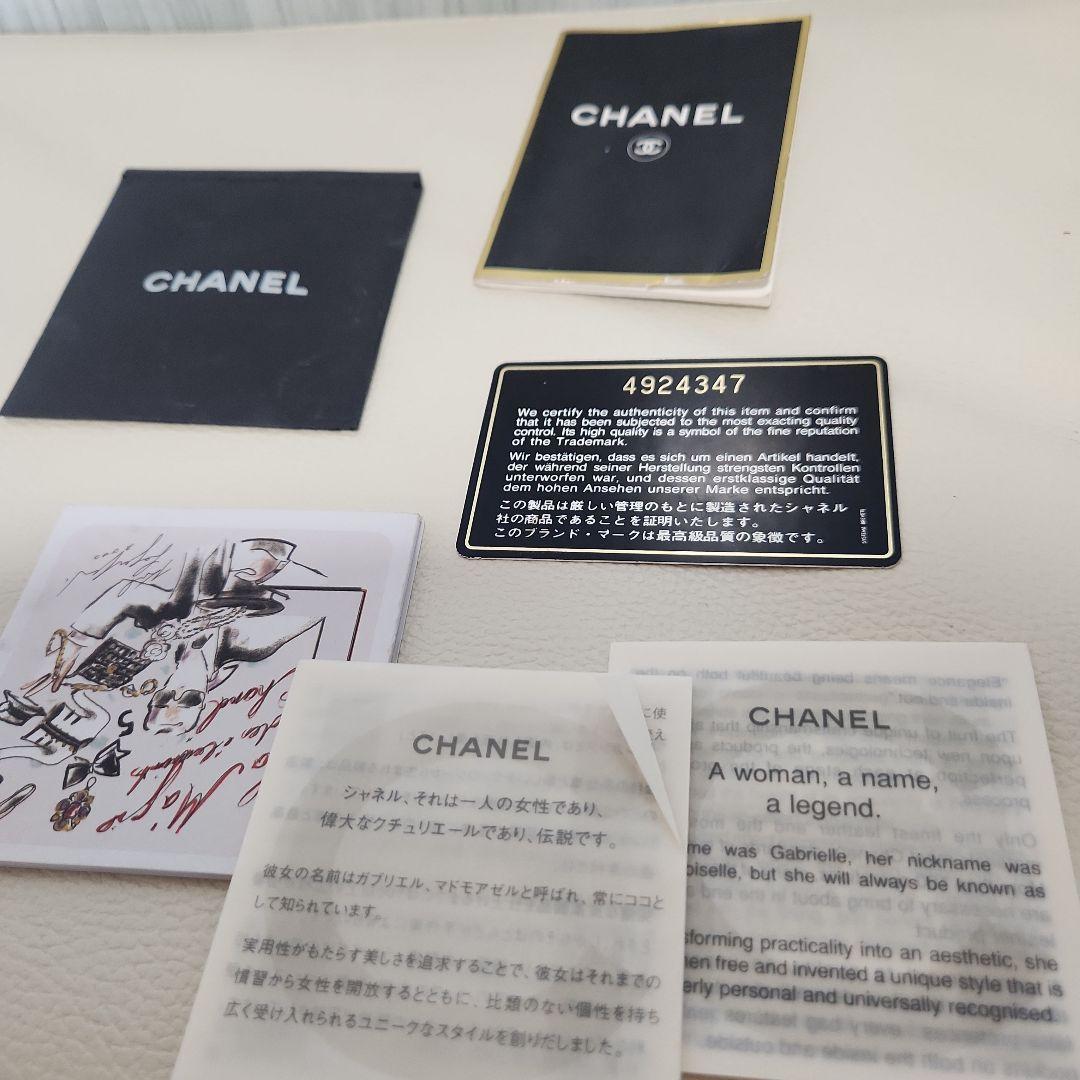 CHANEL
CHANEL
4924347
We certify the authenticity of this item and confirm
that it has been subjected to the most exacting quality
control. Its high quality is a symbol of the fine reputation
of the Trademark.
Wir bestätigen, dass es sich um einen Artikel handelt,
der während seiner Herstellung strengsten Kontrollen
unterworfen war, und dessen erstklassige Qualität
dem hohen Ansehen unserer Marke entspricht.
この製品は厳しい管理のもとに製造されたシャネル
社の商品であることを証明いたします。
このブランド・マークは最高級品質の象徴です。
5
CHANEL
シャネル、それは一人の女性であり、
偉大なクチュリエールであり、伝説です。
彼女の名前はガブリエル、マドモアゼルと呼ばれ、常にココと
して知られています。
実用性がもたらす美しさを追求することで、彼女はそれまでの
慣習から女性を開放するとともに、比類のない個性を持ち
広く受け入れられるユニークなスタイルを創りだしました。
に使
CHANEL
A woman, a name,
a legend.
me was Gabrielle, her nickname was
oiselle, but she will always be known as
sforming practicality into an aesthetic, she
en free and invented a unique style that is
erly personal and universally recognised.